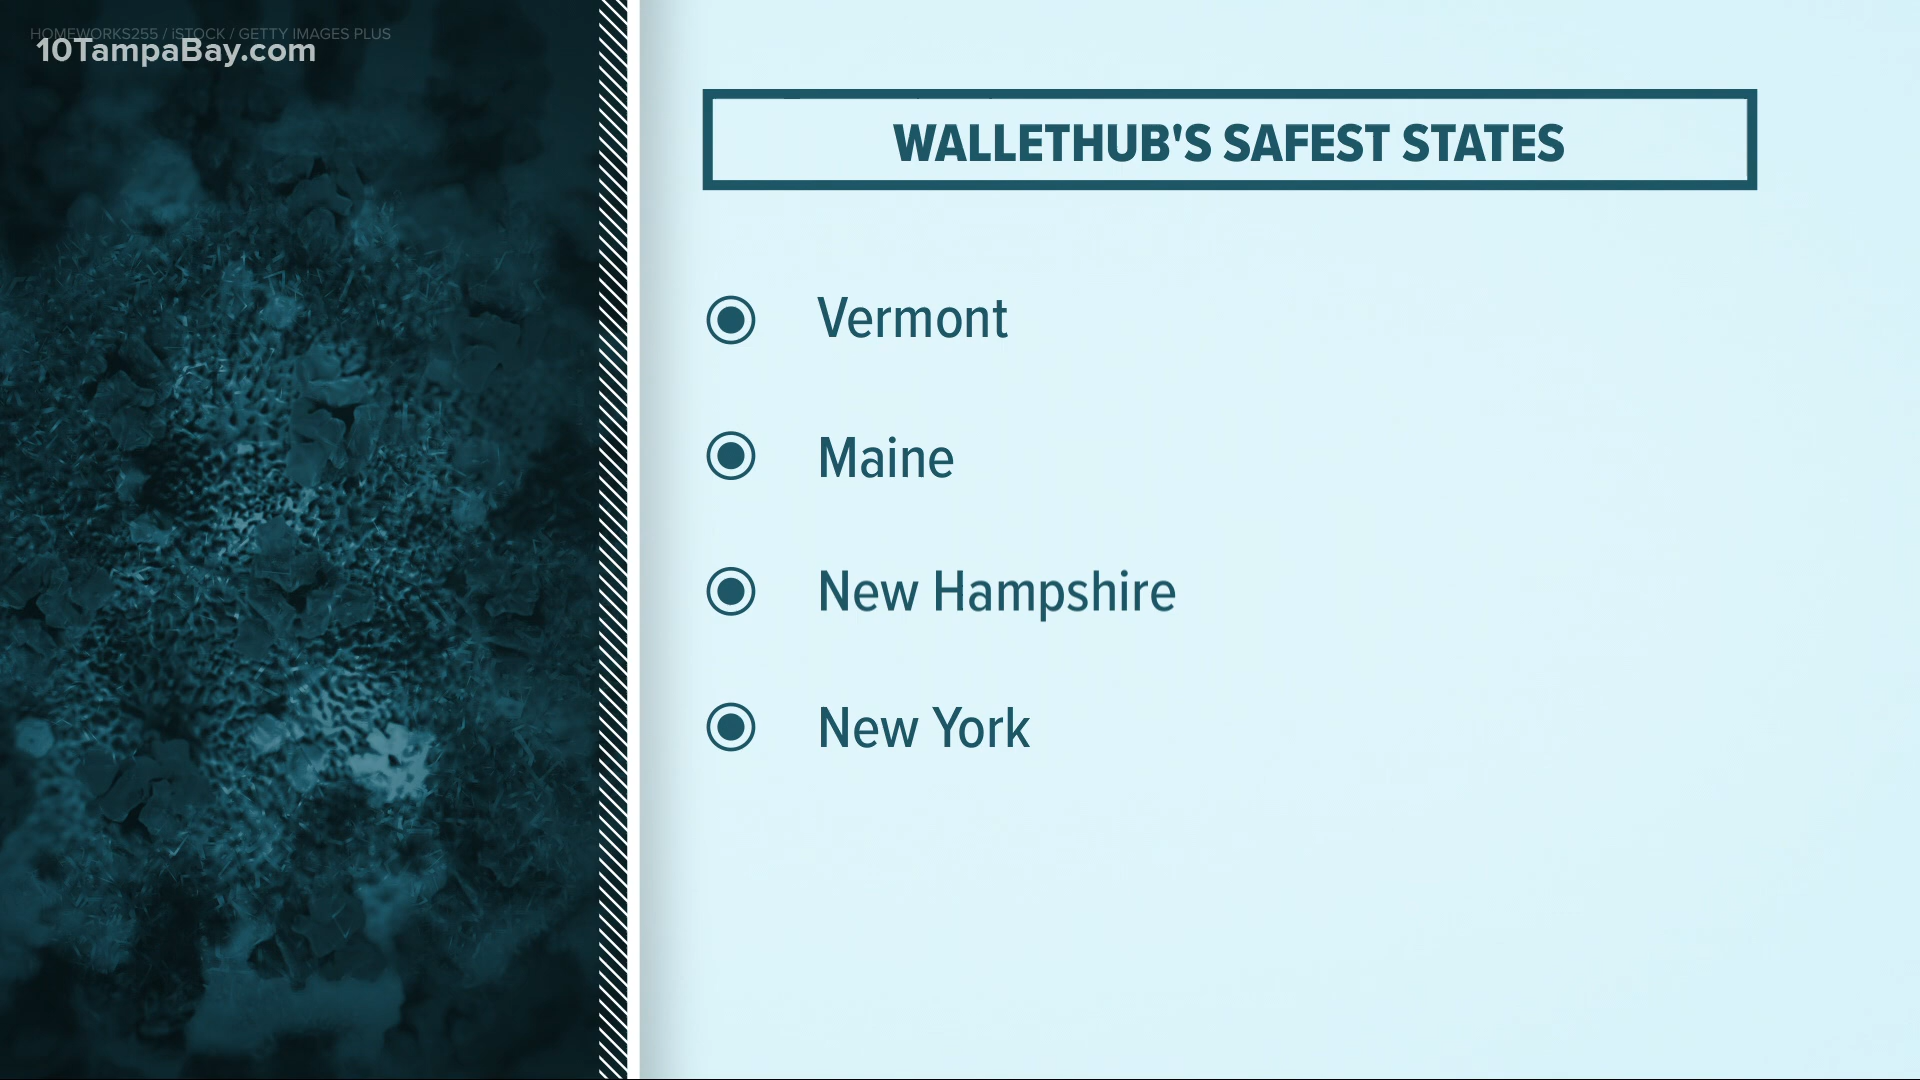 HOMEWORKS255 / iSTOCK / GETTY IMAGES PLUS
10TampaBay.com
WALLETHUB'S SAFEST STATES
Vermont
Maine
New Hampshire
New York